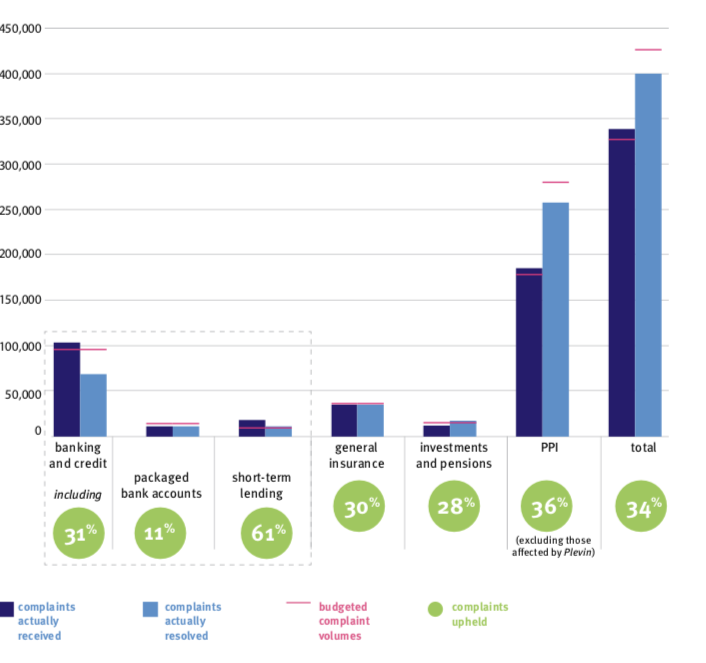 450,000
400,000
350,000
300,000
250,000
200,000
150,000
100,000
50,000
0
banking
and credit
including
31%
packaged
bank accounts
11%
short-term
lending
61%
general
insurance
30%
investments
and pensions
28%
PPI
36%
(excluding those
affected by Plevin)
total
34%
complaints
actually
received
complaints
actually
resolved
budgeted
complaint
volumes
complaints
upheld